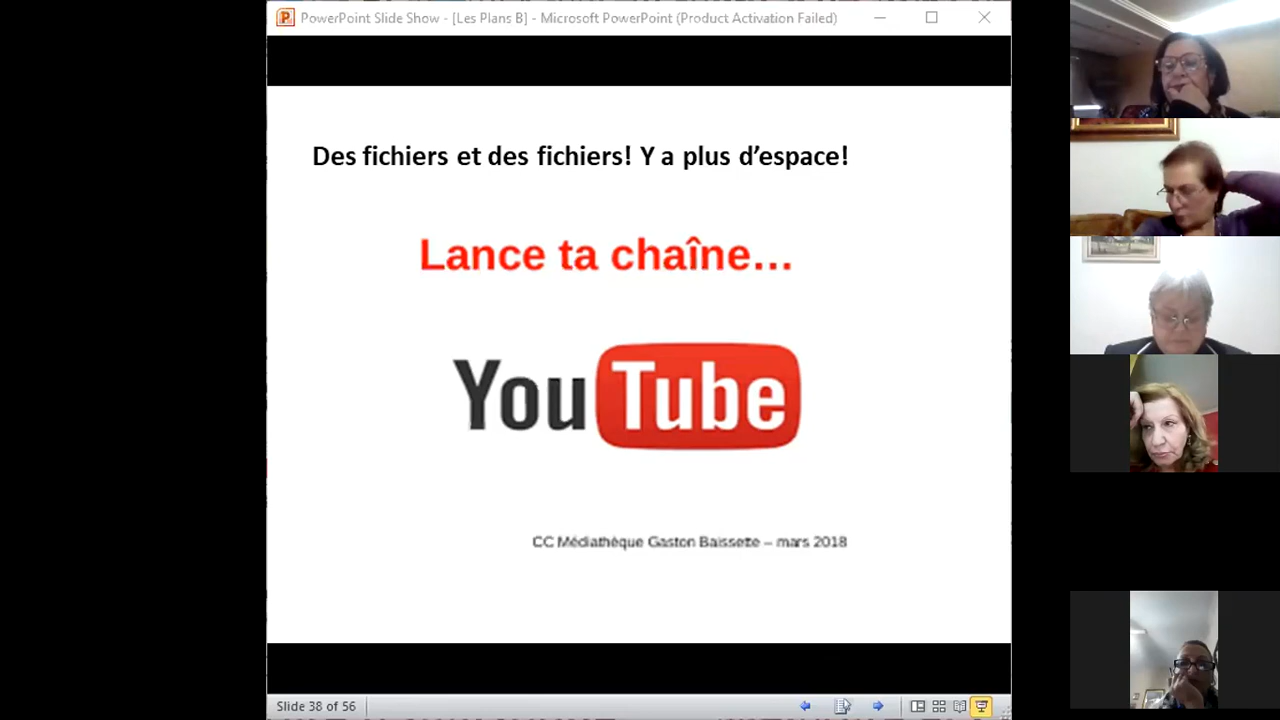 PowerPoint Slide Show - [Les Plans B] - Microsoft PowerPoint (Product Activation Failed)
Des fichiers et des fichiers! Y a plus d’espace!
Lance ta chaîne…
YouTube
CC Médiathèque Gaston Baissette – mars 2018
Slide 38 of 56